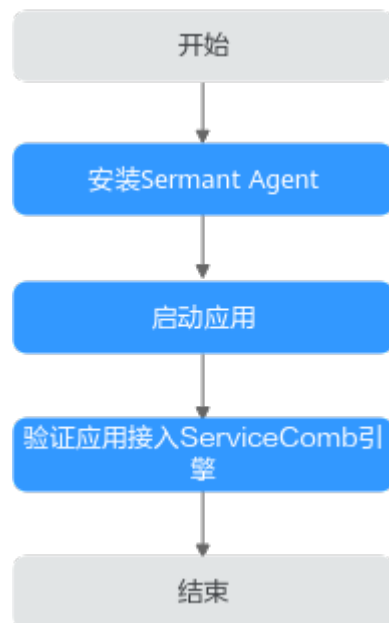 开始
安装Sermant Agent
启动应用
验证应用接入ServiceComb引
擎
结束